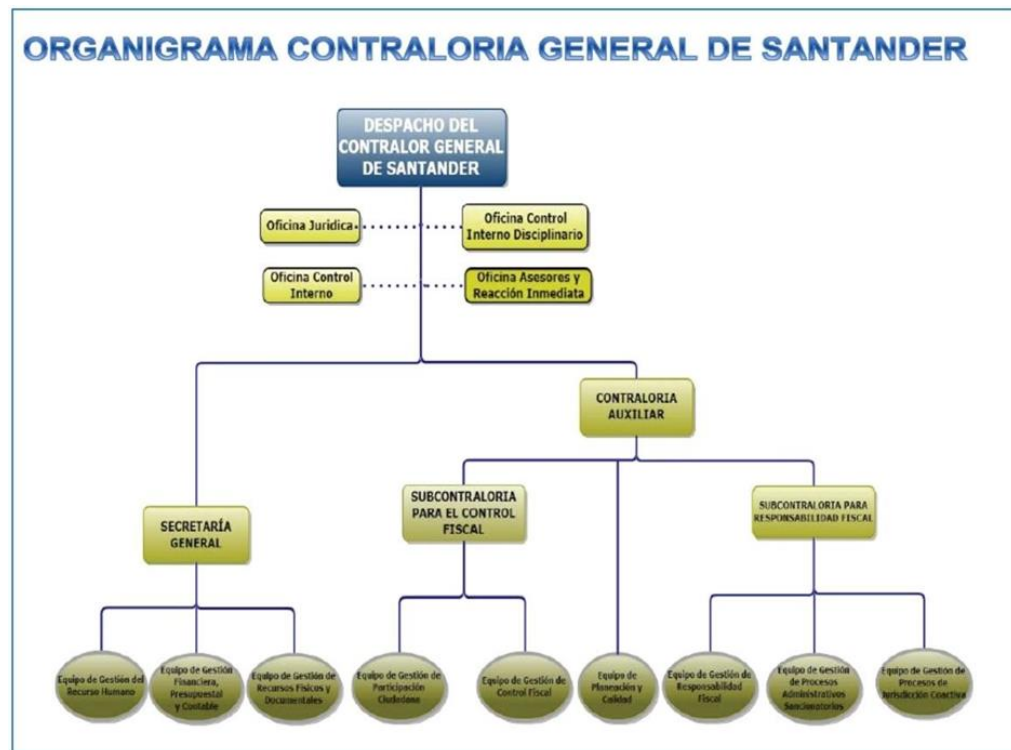 ORGANIGRAMA CONTRALORIA GENERAL DE SANTANDER
DESPACHO DEL
CONTRALOR GENERAL
DE SANTANDER
Oficina Juridica
Oficina Control
Interno Disciplinario
Oficina Control
Interno
Oficina Asesores y
Reacción Inmediata
CONTRALORIA
AUXILIAR
SECRETARÍA
GENERAL
SUBCONTRALORIA
PARA EL CONTROL
FISCAL
SUBCONTRALORIA PARA
RESPONSABILIDAD FISCAL
Equipo de Gestión del
Recurso Humano
Equipo de Gestión
Financiera,
Presupuestal
y Contable
Equipo de Gestión de
Recursos Físicos y
Documentales
Equipo de Gestión de
Participación
Ciudadana
Equipo de Gestión de
Control Fiscal
Equipo de
Planeación y
Calidad
Equipo de Gestión de
Responsabilidad
Fiscal
Equipo de Gestión
de Procesos
Administrativos
Sancionatorios
Equipo de Gestión de
Procesos de
Jurisdicción Coactiva